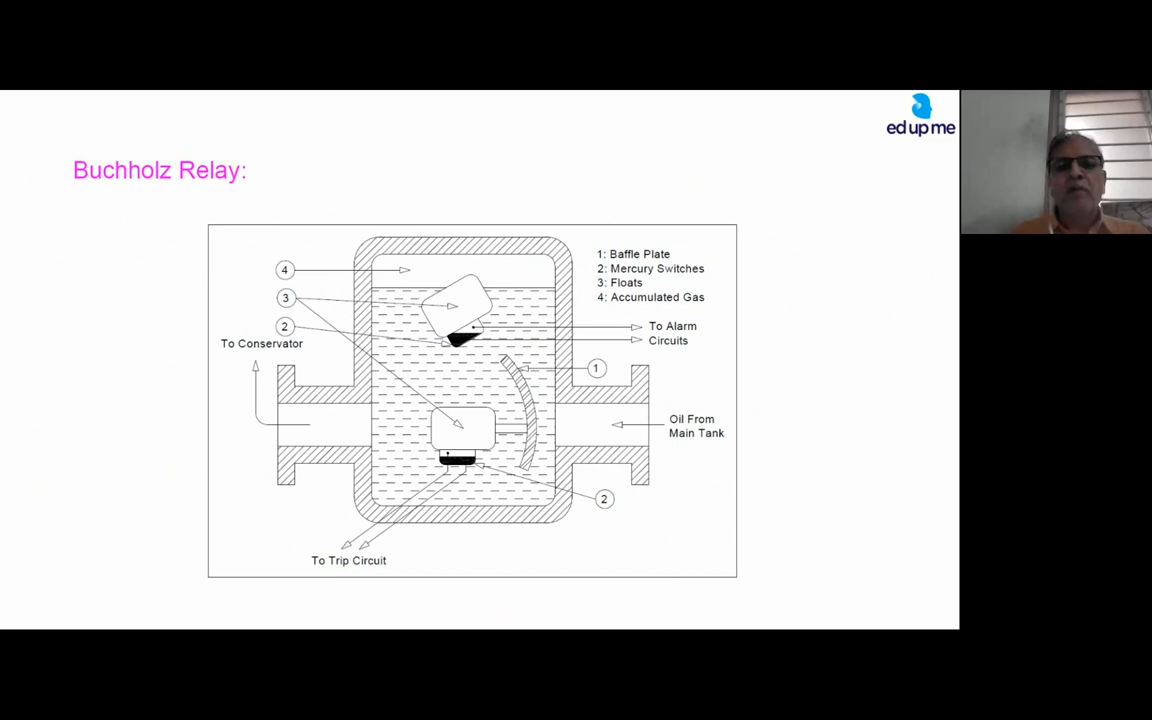 ed up me
Buchholz Relay:
1: Baffle Plate
2: Mercury Switches
3: Floats
4: Accumulated Gas
4
3
2
To Conservator
To Alarm
Circuits
1
Oil From
Main Tank
2
To Trip Circuit